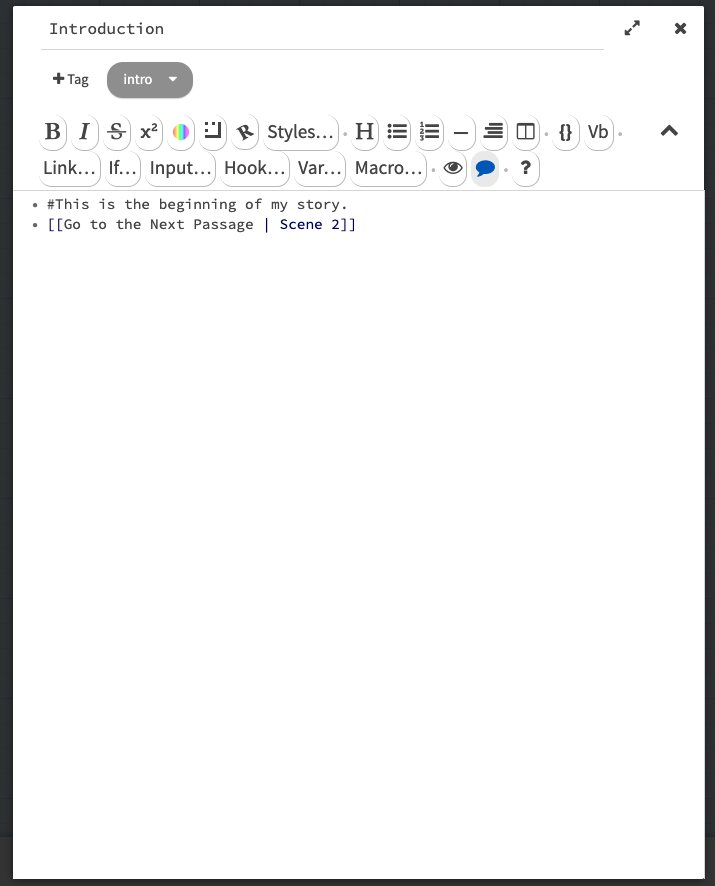 Introduction
+ Tag
intro
B I S x² Styles... H {} Vb
Link... If... Input... Hook... Var... Macro... ?
#This is the beginning of my story.
[[Go to the Next Passage | Scene 2]]